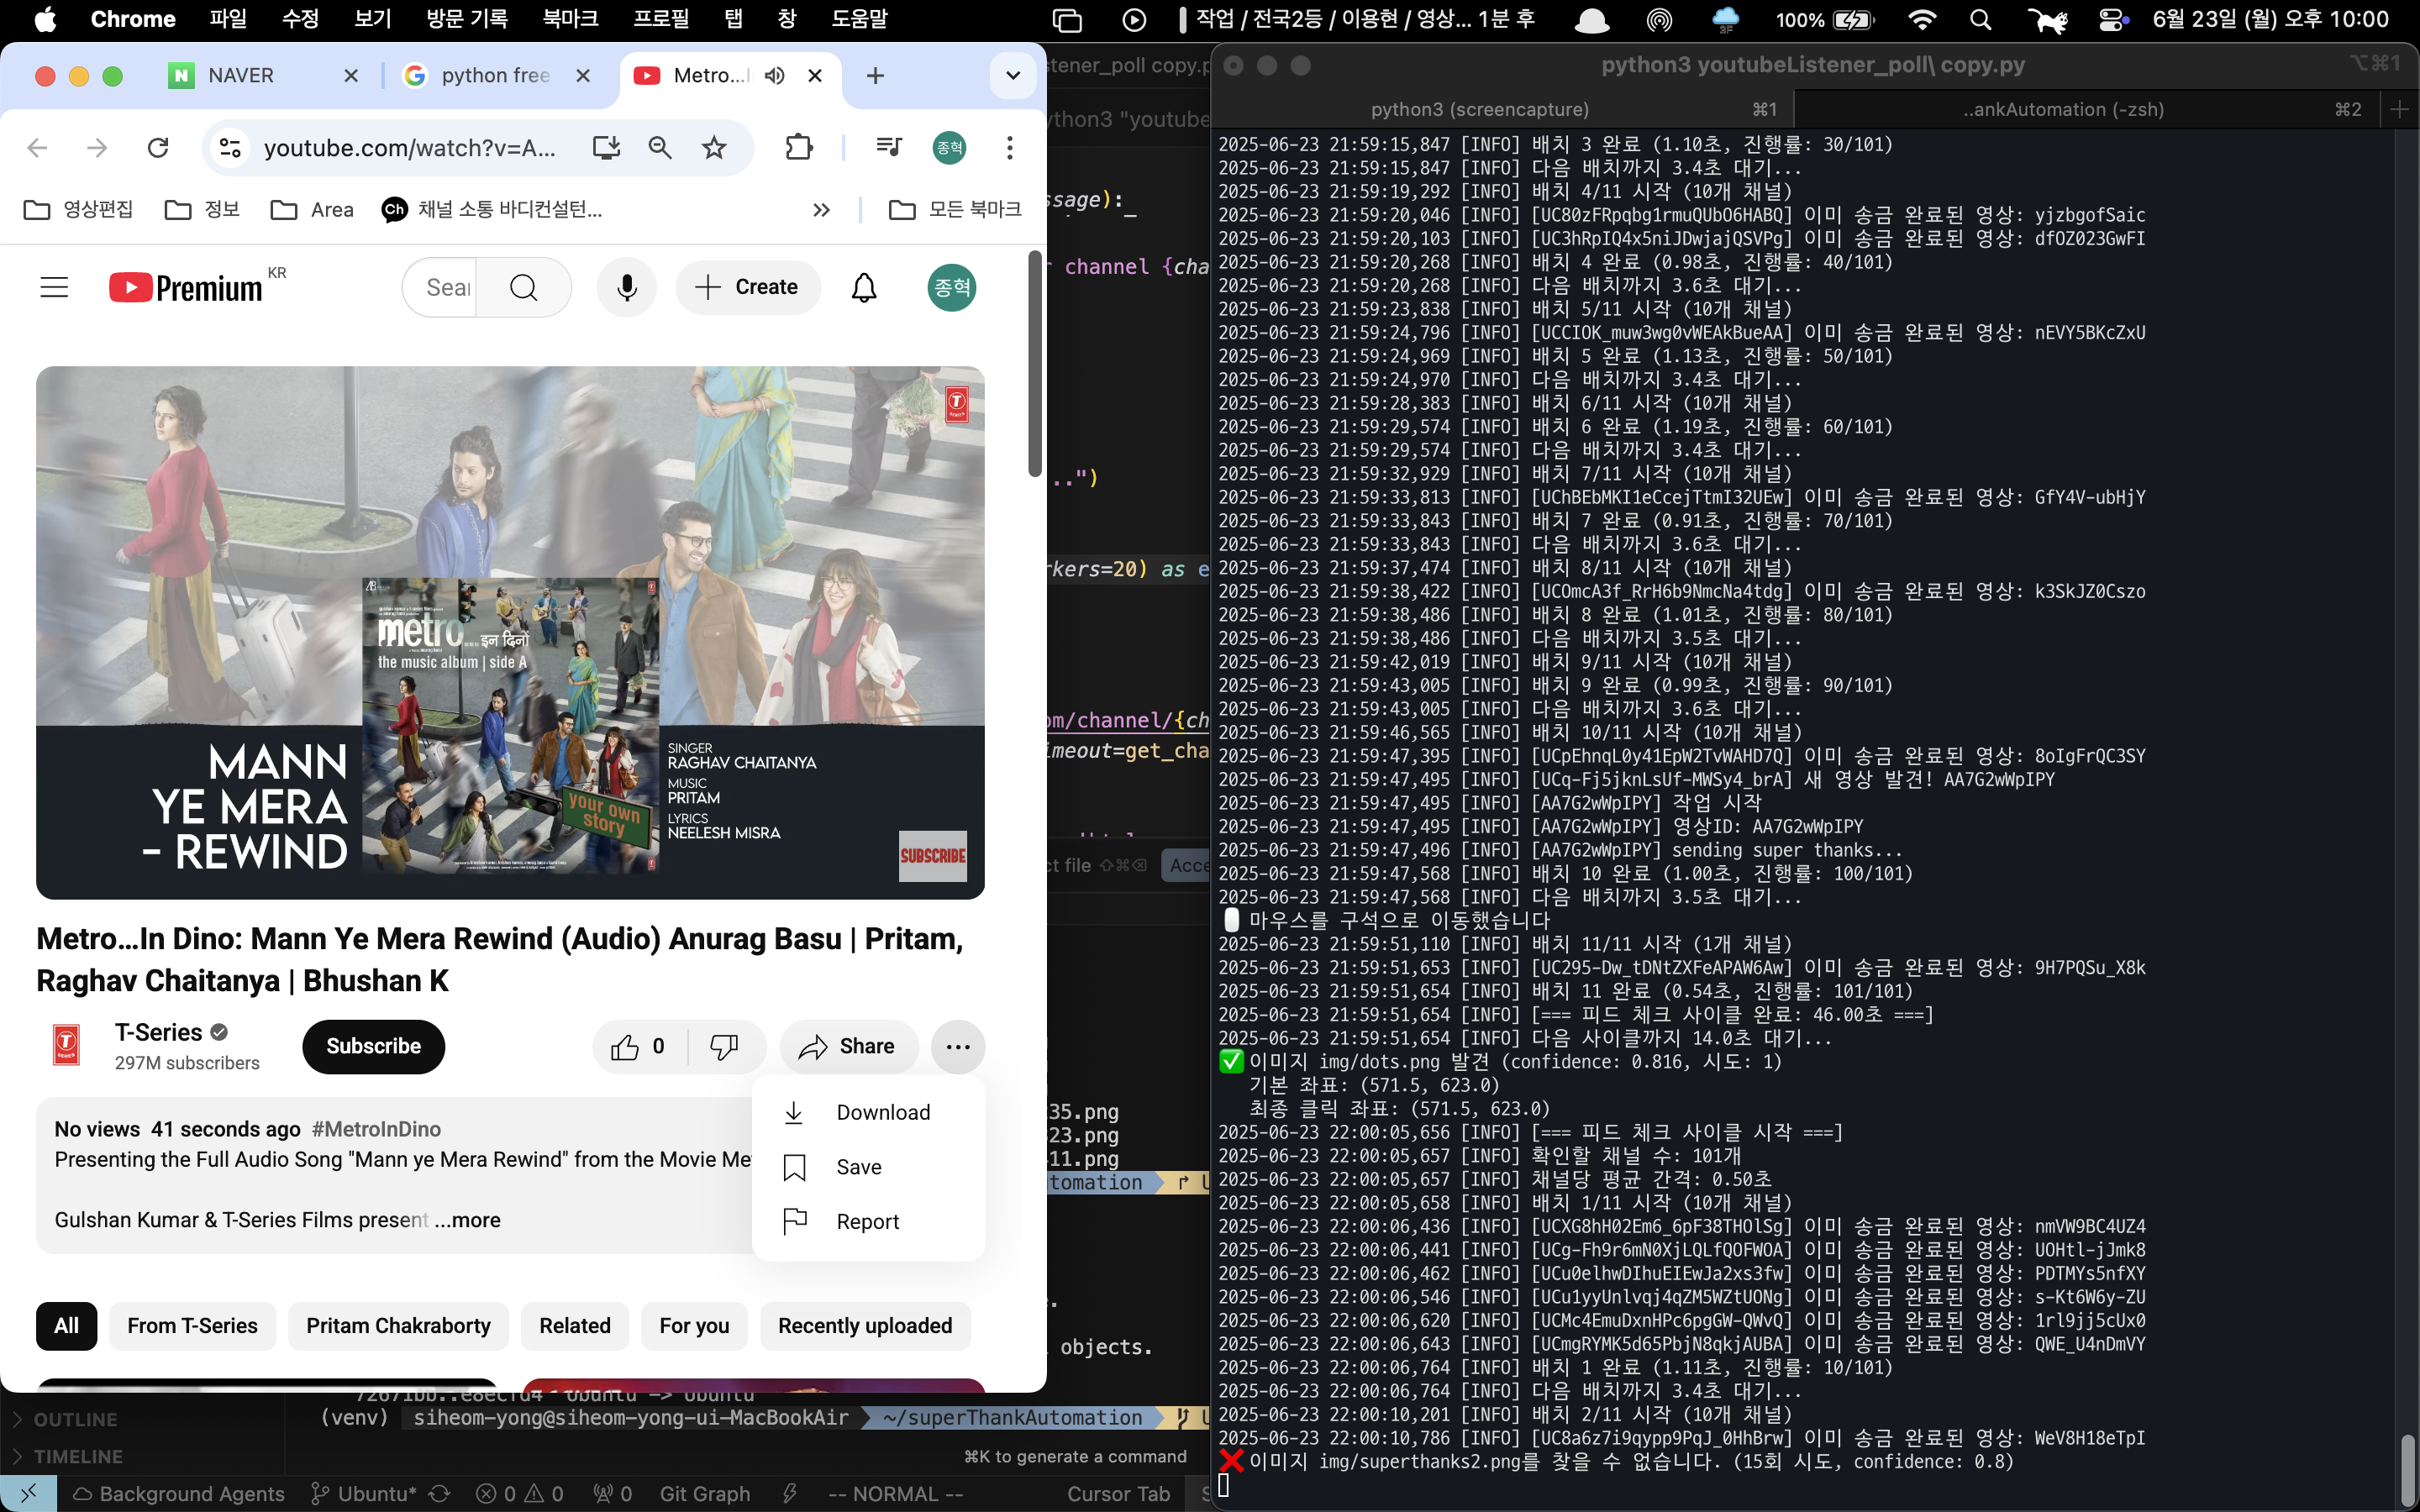 Chrome 파일 수정 보기 방문 기록 북마크 프로필 탭 창 도움말
작업 / 전국2등 / 이용현 / 영상... 1분 후 3F 100% 6월 23일 (월) 오후 10:00
NAVER python free Metro...I
youtube.com/watch?v=A... 종혁
영상편집 정보 Area Ch 채널 소통 바디컨설턴... 모든 북마크
Premium KR Sear Create 종혁
metro... इन दिनों
the music album | side A
your own story
MANN
YE MERA
- REWIND
SINGER
RAGHAV CHAITANYA
MUSIC
PRITAM
LYRICS
NEELESH MISRA
SUBSCRIBE
Metro...In Dino: Mann Ye Mera Rewind (Audio) Anurag Basu | Pritam,
Raghav Chaitanya | Bhushan K
T-Series
297M subscribers
Subscribe 0 Share
Download
Save
Report
No views 41 seconds ago #MetroInDino
Presenting the Full Audio Song "Mann ye Mera Rewind" from the Movie Me
Gulshan Kumar & T-Series Films present ...more
All From T-Series Pritam Chakraborty Related For you Recently uploaded
stener_poll copy.p
ython3 "youtube
ssage):
r channel {cha
..")
rkers=20) as e
om/channel/{ch
imeout=get_cha
ct file Acce
35.png
23.png
11.png
tomation
objects.
(venv) siheom-yong@siheom-yong-ui-MacBookAir ~/superThankAutomation
OUTLINE
TIMELINE
⌘K to generate a command
Background Agents Ubuntu* 0 0 0 Git Graph -- NORMAL -- Cursor Tab
python3 youtubeListener_poll\ copy.py ⌥⌘1
python3 (screencapture) ⌘1 ..ankAutomation (-zsh) ⌘2
2025-06-23 21:59:15,847 [INFO] 배치 3 완료 (1.10초, 진행률: 30/101)
2025-06-23 21:59:15,847 [INFO] 다음 배치까지 3.4초 대기...
2025-06-23 21:59:19,292 [INFO] 배치 4/11 시작 (10개 채널)
2025-06-23 21:59:20,046 [INFO] [UC80zFRpqbg1rmuQUbO6HABQ] 이미 송금 완료된 영상: yjzbgofSaic
2025-06-23 21:59:20,103 [INFO] [UC3hRpIQ4x5niJDwjajQSVPg] 이미 송금 완료된 영상: dfOZ023GwFI
2025-06-23 21:59:20,268 [INFO] 배치 4 완료 (0.98초, 진행률: 40/101)
2025-06-23 21:59:20,268 [INFO] 다음 배치까지 3.6초 대기...
2025-06-23 21:59:23,838 [INFO] 배치 5/11 시작 (10개 채널)
2025-06-23 21:59:24,796 [INFO] [UCCIOK_muw3wg0vWEAkBueAA] 이미 송금 완료된 영상: nEVY5BKcZxU
2025-06-23 21:59:24,969 [INFO] 배치 5 완료 (1.13초, 진행률: 50/101)
2025-06-23 21:59:24,970 [INFO] 다음 배치까지 3.4초 대기...
2025-06-23 21:59:28,383 [INFO] 배치 6/11 시작 (10개 채널)
2025-06-23 21:59:29,574 [INFO] 배치 6 완료 (1.19초, 진행률: 60/101)
2025-06-23 21:59:29,574 [INFO] 다음 배치까지 3.4초 대기...
2025-06-23 21:59:32,929 [INFO] 배치 7/11 시작 (10개 채널)
2025-06-23 21:59:33,813 [INFO] [UChBEbMKI1eCcejTtmI32UEw] 이미 송금 완료된 영상: GfY4V-ubHjY
2025-06-23 21:59:33,843 [INFO] 배치 7 완료 (0.91초, 진행률: 70/101)
2025-06-23 21:59:33,843 [INFO] 다음 배치까지 3.6초 대기...
2025-06-23 21:59:37,474 [INFO] 배치 8/11 시작 (10개 채널)
2025-06-23 21:59:38,422 [INFO] [UCOmcA3f_RrH6b9NmcNa4tdg] 이미 송금 완료된 영상: k3SkJZ0Cszo
2025-06-23 21:59:38,486 [INFO] 배치 8 완료 (1.01초, 진행률: 80/101)
2025-06-23 21:59:38,486 [INFO] 다음 배치까지 3.5초 대기...
2025-06-23 21:59:42,019 [INFO] 배치 9/11 시작 (10개 채널)
2025-06-23 21:59:43,005 [INFO] 배치 9 완료 (0.99초, 진행률: 90/101)
2025-06-23 21:59:43,005 [INFO] 다음 배치까지 3.6초 대기...
2025-06-23 21:59:46,565 [INFO] 배치 10/11 시작 (10개 채널)
2025-06-23 21:59:47,395 [INFO] [UCpEhnqL0y41EpW2TvWAHD7Q] 이미 송금 완료된 영상: 8oIgFrQC3SY
2025-06-23 21:59:47,495 [INFO] [UCq-Fj5jknLsUf-MWSy4_brA] 새 영상 발견! AA7G2wWpIPY
2025-06-23 21:59:47,495 [INFO] [AA7G2wWpIPY] 작업 시작
2025-06-23 21:59:47,495 [INFO] [AA7G2wWpIPY] 영상ID: AA7G2wWpIPY
2025-06-23 21:59:47,496 [INFO] [AA7G2wWpIPY] sending super thanks...
2025-06-23 21:59:47,568 [INFO] 배치 10 완료 (1.00초, 진행률: 100/101)
2025-06-23 21:59:47,568 [INFO] 다음 배치까지 3.5초 대기...
마우스를 구석으로 이동했습니다
2025-06-23 21:59:51,110 [INFO] 배치 11/11 시작 (1개 채널)
2025-06-23 21:59:51,653 [INFO] [UC295-Dw_tDNtZXFeAPAW6Aw] 이미 송금 완료된 영상: 9H7PQSu_X8k
2025-06-23 21:59:51,654 [INFO] 배치 11 완료 (0.54초, 진행률: 101/101)
2025-06-23 21:59:51,654 [INFO] [=== 피드 체크 사이클 완료: 46.00초 ===]
2025-06-23 21:59:51,654 [INFO] 다음 사이클까지 14.0초 대기...
✅ 이미지 img/dots.png 발견 (confidence: 0.816, 시도: 1)
기본 좌표: (571.5, 623.0)
최종 클릭 좌표: (571.5, 623.0)
2025-06-23 22:00:05,656 [INFO] [=== 피드 체크 사이클 시작 ===]
2025-06-23 22:00:05,657 [INFO] 확인할 채널 수: 101개
2025-06-23 22:00:05,657 [INFO] 채널당 평균 간격: 0.50초
2025-06-23 22:00:05,658 [INFO] 배치 1/11 시작 (10개 채널)
2025-06-23 22:00:06,436 [INFO] [UCXG8hH02Em6_6pF38THOlSg] 이미 송금 완료된 영상: nmVW9BC4UZ4
2025-06-23 22:00:06,441 [INFO] [UCg-Fh9r6mN0XjLQLfQOFWOA] 이미 송금 완료된 영상: UOHtl-jJmk8
2025-06-23 22:00:06,462 [INFO] [UCu0elhwDIhuEIEwJa2xs3fw] 이미 송금 완료된 영상: PDTMYs5nfXY
2025-06-23 22:00:06,546 [INFO] [UCu1yyUnlvqj4qZM5WZtUONg] 이미 송금 완료된 영상: s-Kt6W6y-ZU
2025-06-23 22:00:06,620 [INFO] [UCMc4EmuDxnHPc6pgGW-QWvQ] 이미 송금 완료된 영상: 1rl9jj5cUx0
2025-06-23 22:00:06,643 [INFO] [UCmgRYMK5d65PbjN8qkjAUBA] 이미 송금 완료된 영상: QWE_U4nDmVY
2025-06-23 22:00:06,764 [INFO] 배치 1 완료 (1.11초, 진행률: 10/101)
2025-06-23 22:00:06,764 [INFO] 다음 배치까지 3.4초 대기...
2025-06-23 22:00:10,201 [INFO] 배치 2/11 시작 (10개 채널)
2025-06-23 22:00:10,786 [INFO] [UC8a6z7i9qypp9PqJ_0HhBrw] 이미 송금 완료된 영상: WeV8H18eTpI
❌ 이미지 img/superthanks2.png를 찾을 수 없습니다. (15회 시도, confidence: 0.8)